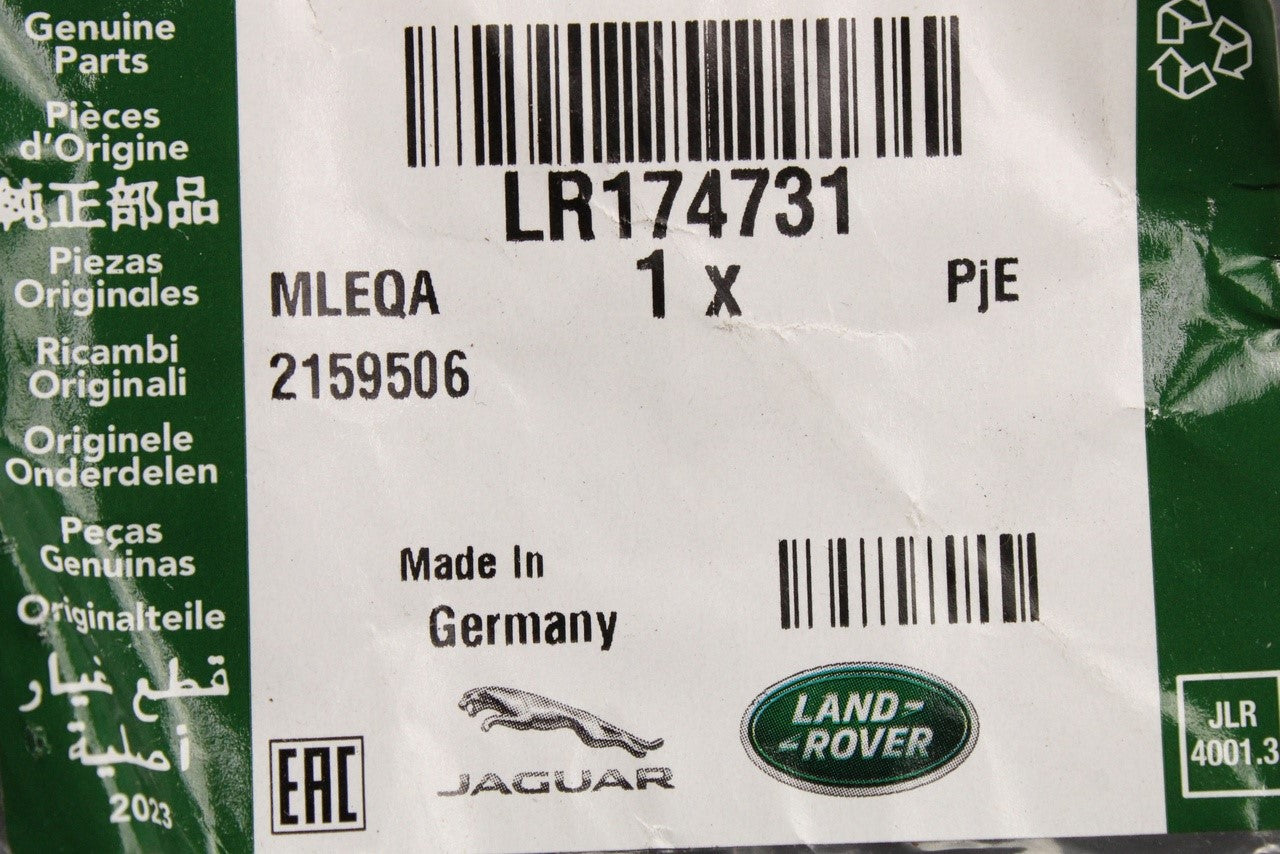 Genuine
Parts
Pièces
d'Origine
純正部品
Piezas
Originales
Ricambi
Originali
Originele
Onderdelen
Peças
Genuinas
Originalteile
قطع غيار
أصلية
2023
LR174731
MLEQA
1 x
PjE
2159506
Made In
Germany
JAGUAR
LAND-
-ROVER
EAC
JLR
4001.3